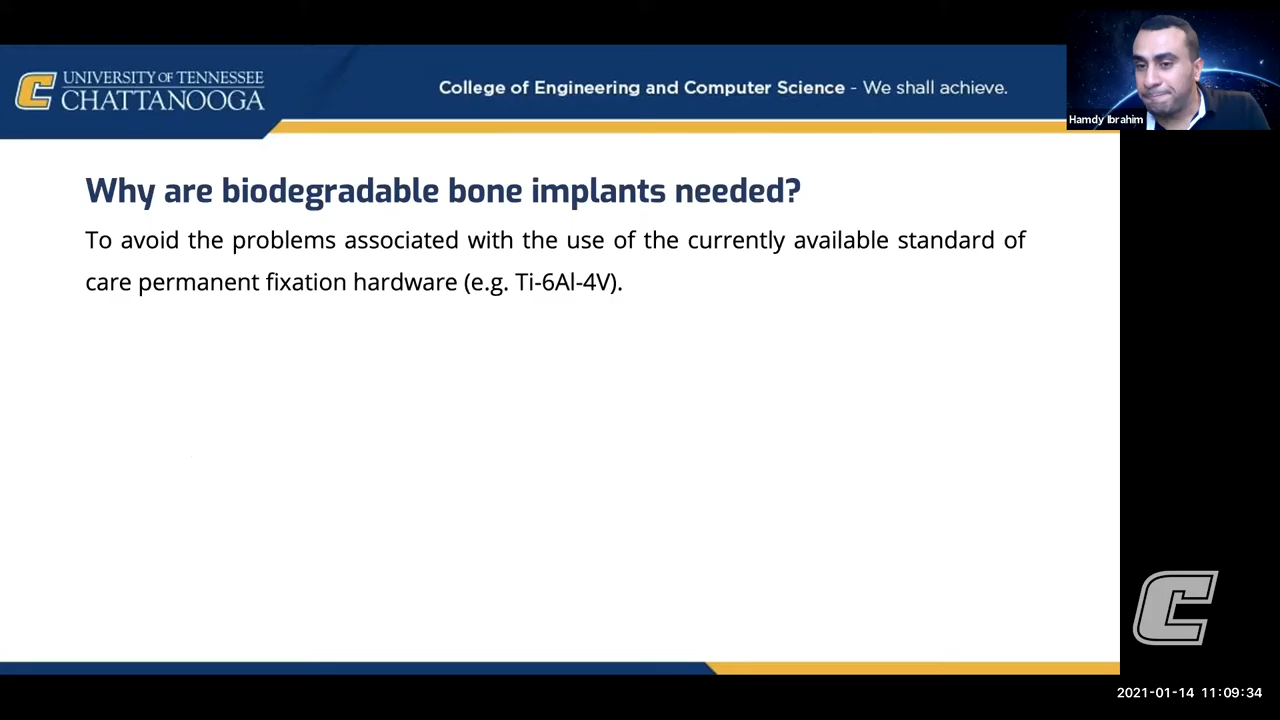 UNIVERSITY OF TENNESSEE
CHATTANOOGA
College of Engineering and Computer Science - We shall achieve.
Hamdy Ibrahim
Why are biodegradable bone implants needed?
To avoid the problems associated with the use of the currently available standard of
care permanent fixation hardware (e.g. Ti-6Al-4V).
C
2021-01-14 11:09:34